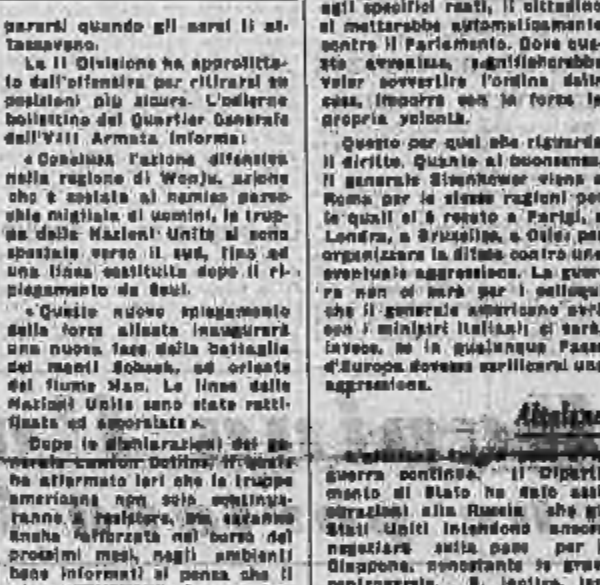 pararsi quando gli aerei li at-
taccavano.
La II Divisione ha approfitta-
to dall'offensiva per ritirarsi su
posizioni più sicure. L'odierno
bollettino del Quartier Generale
dell'VIII Armata informa:
« Conclusa l'azione difensiva
nella regione di Wonju, azione
che è costata al nemico parec-
chie migliaia di uomini, le trup-
pe delle Nazioni Unite si sono
spostate verso il sud, fino ad
una linea costituita dopo il ri-
piegamento da Seul.
« Questo nuovo spiegamento
delle forze alleate inaugurerà
una nuova fase della battaglia
dei monti Sobaek, ad oriente
del fiume Han. Le linee delle
Nazioni Unite sono state retti-
ficate ed accorciate ».
Dopo le dichiarazioni del ge-
nerale Collins, il quale
ha affermato ieri che le truppe
americane non solo continue-
ranno a resistere, ma saranno
anche rafforzate nel corso dei
prossimi mesi, negli ambienti
bene informati si pensa che il
agli specifici reati, il cittadino
si metterebbe automaticamente
contro il Parlamento. Dove que-
sto avvenisse, significherebbe
voler sovvertire l'ordine delle
cose, imporre con la forza la
propria volontà.
Questo per quel che riguarda
il diritto. Quanto al buonsenso,
il generale Eisenhower viene a
Roma per le stesse ragioni per
le quali si è recato a Parigi, a
Londra, a Bruxelles, a Oslo: per
organizzare la difesa contro una
eventuale aggressione. La guer-
ra non ci sarà per i colloqui
che il generale americano avrà
con i ministri italiani; ci sarà,
invece, se in qualunque Paese
d'Europa dovesse verificarsi una
aggressione.
guerra continua. Il Diparti-
mento di Stato ha dato assi-
curazioni alla Russia che gli
Stati Uniti intendono ancora
negoziare sulla pace per il
Giappone, nonostante le gravi